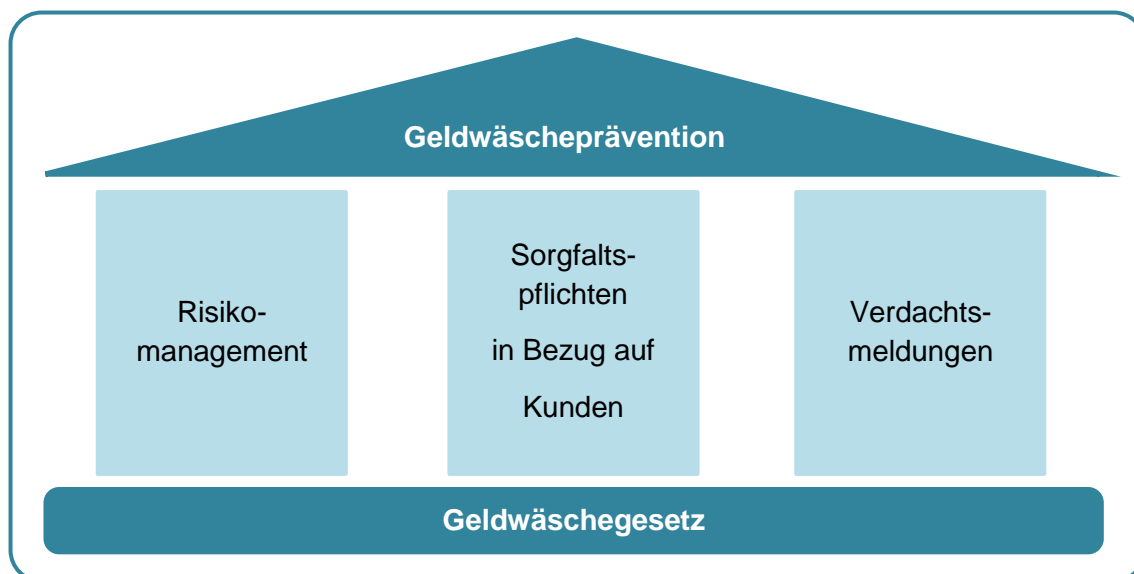 Geldwäscheprävention
Risiko-
management
Sorgfalts-
pflichten
in Bezug auf
Kunden
Verdachts-
meldungen
Geldwäschegesetz